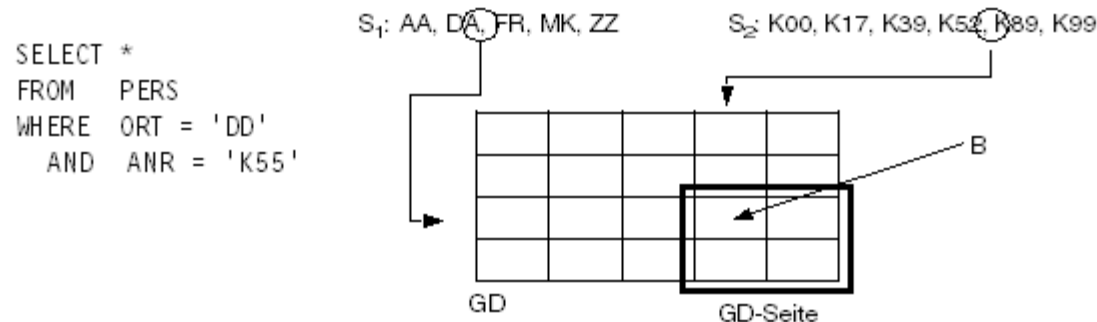 S₁: AA, DA, FR, MK, ZZ
S₂: K00, K17, K39, K52, K89, K99
SELECT *
FROM PERS
WHERE ORT = 'DD'
AND ANR = 'K55'
B
GD
GD-Seite